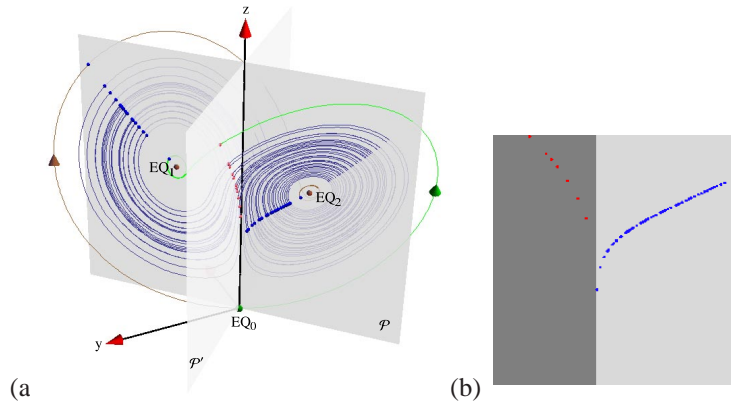 z
EQ₁
EQ₂
EQ₀
y
𝒫
𝒫′
(a
(b)